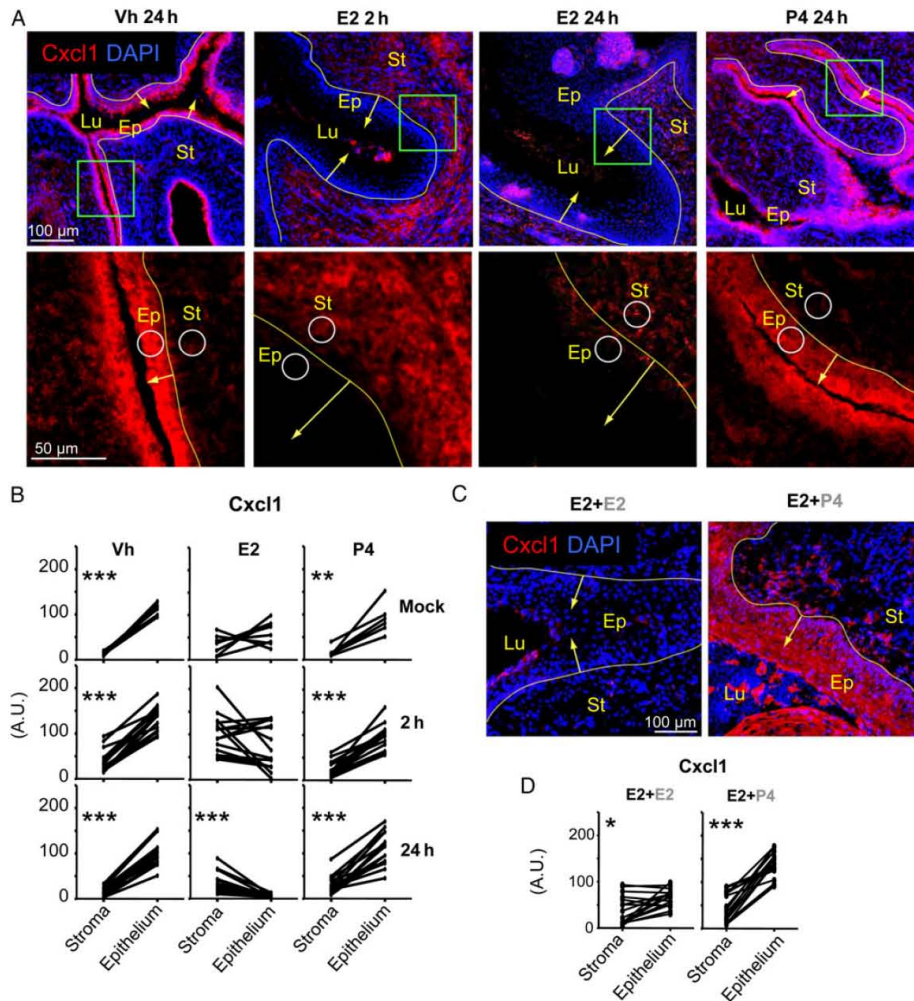 A
Vh 24 h
E2 2 h
E2 24 h
P4 24 h
Cxcl1 DAPI
Lu
Ep
St
100 µm
St
Ep
Lu
Ep
St
Lu
St
Lu
Ep
Ep
St
50 µm
St
Ep
St
Ep
St
Ep
B
Cxcl1
Vh
E2
P4
200
100
0
***
**
Mock
(A.U.)
200
100
0
***
***
2 h
200
100
0
***
***
***
24 h
Stroma
Epithelium
Stroma
Epithelium
Stroma
Epithelium
C
E2+E2
E2+P4
Cxcl1 DAPI
Lu
Ep
St
100 µm
St
Lu
Ep
D
Cxcl1
E2+E2
E2+P4
(A.U.)
200
100
0
*
***
Stroma
Epithelium
Stroma
Epithelium